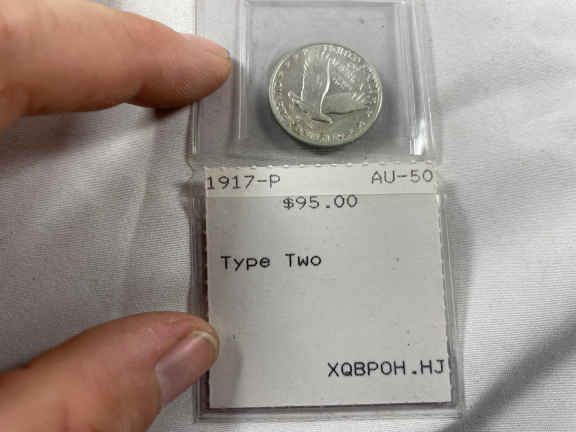 1917-P AU-50
$95.00
Type Two
XQBPOH.HJ